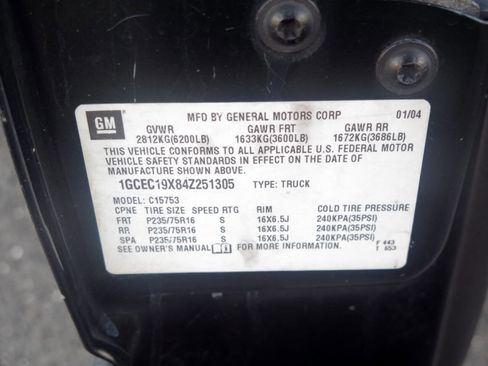 GM MFD BY GENERAL MOTORS CORP 01/04
GVWR GAWR FRT GAWR RR
2812KG(6200LB) 1633KG(3600LB) 1672KG(3686LB)
THIS VEHICLE CONFORMS TO ALL APPLICABLE U.S. FEDERAL MOTOR
VEHICLE SAFETY STANDARDS IN EFFECT ON THE DATE OF
MANUFACTURE SHOWN ABOVE.
1GCEC19X84Z251305 TYPE: TRUCK
MODEL: C15753
CPNE TIRE SIZE SPEED RTG RIM COLD TIRE PRESSURE
FRT P235/75R16 S 16X6.5J 240KPA(35PSI)
RR P235/75R16 S 16X6.5J 240KPA(35PSI)
SPA P235/75R16 S 16X6.5J 240KPA(35PSI)
SEE OWNER'S MANUAL FOR MORE INFORMATION. F 443
T 653